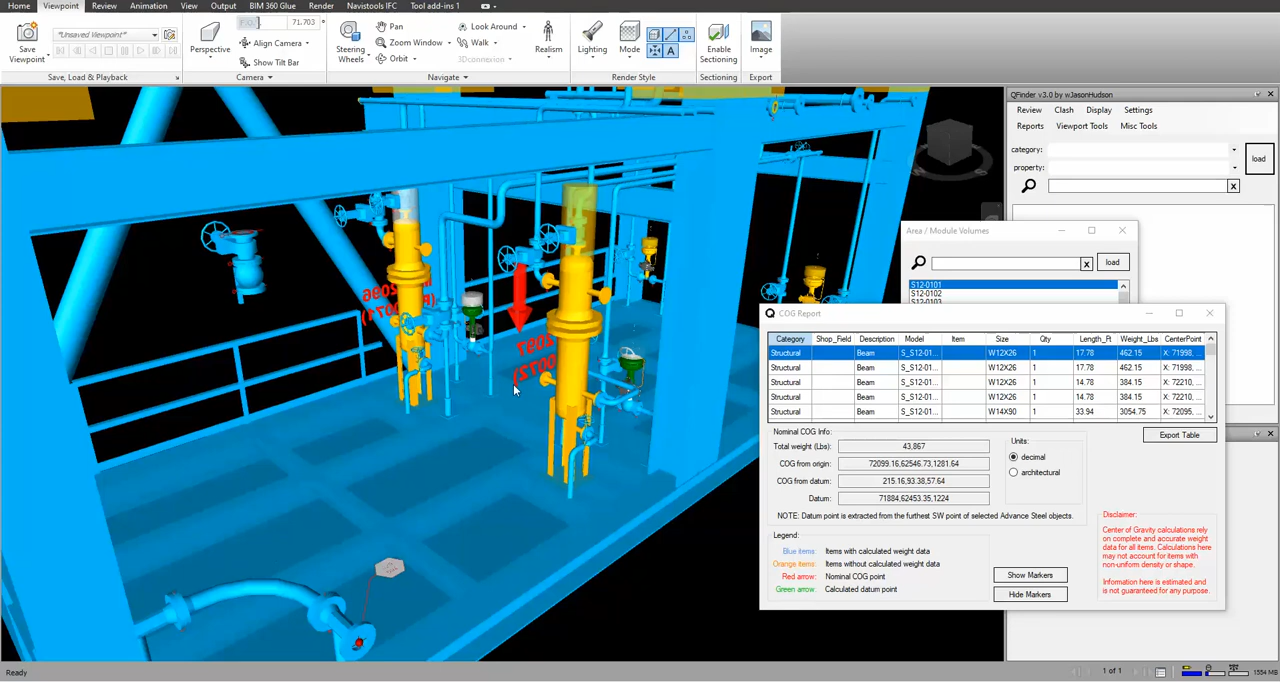 Home Viewpoint Review Animation View Output BIM 360 Glue Render Navistools IFC Tool add-ins 1
Save Viewpoint
*Unsaved Viewpoint*
Save, Load & Playback
Perspective
71.703
Align Camera
Show Tilt Bar
Camera
Steering Wheels
Pan
Zoom Window
Orbit
Look Around
Walk
3Dconnexion
Navigate
Realism
Lighting
Mode
A
Render Style
Enable Sectioning
Sectioning
Image
Export
QFinder v3.0 by wJasonHudson
Review Clash Display Settings
Reports Viewport Tools Misc Tools
category:
property:
load
x
Area / Module Volumes
x
load
S12-0101
S12-0102
S12-0103
COG Report
Category Shop_Field Description Model Item Size Qty Length_Ft Weight_Lbs CenterPoint
Structural Beam S_S12-01... W12X26 1 17.78 462.15 X: 71998,
Structural Beam S_S12-01... W12X26 1 17.78 462.15 X: 71998,
Structural Beam S_S12-01... W12X26 1 14.78 384.15 X: 72210,
Structural Beam S_S12-01... W12X26 1 14.78 384.15 X: 72210,
Structural Beam S_S12-01... W14X90 1 33.94 3054.75 X: 72095,
Nominal COG Info:
Total weight (Lbs) 43,867
COG from origin: 72099.16,62546.73,1281.64
COG from datum: 215.16,93.38,57.64
Datum: 71884,62453.35,1224
Units:
decimal
architectural
Export Table
NOTE: Datum point is extracted from the furthest SW point of selected Advance Steel objects.
Legend:
Blue items: Items with calculated weight data
Orange items: Items without calculated weight data
Red arrow: Nominal COG point
Green arrow: Calculated datum point
Show Markers
Hide Markers
Disclaimer:
Center of Gravity calculations rely
on complete and accurate weight
data for all items. Calculations here
may not account for items with
non-uniform density or shape.
Information here is estimated and
is not guaranteed for any purpose.
Ready
1 of 1
1554 MB